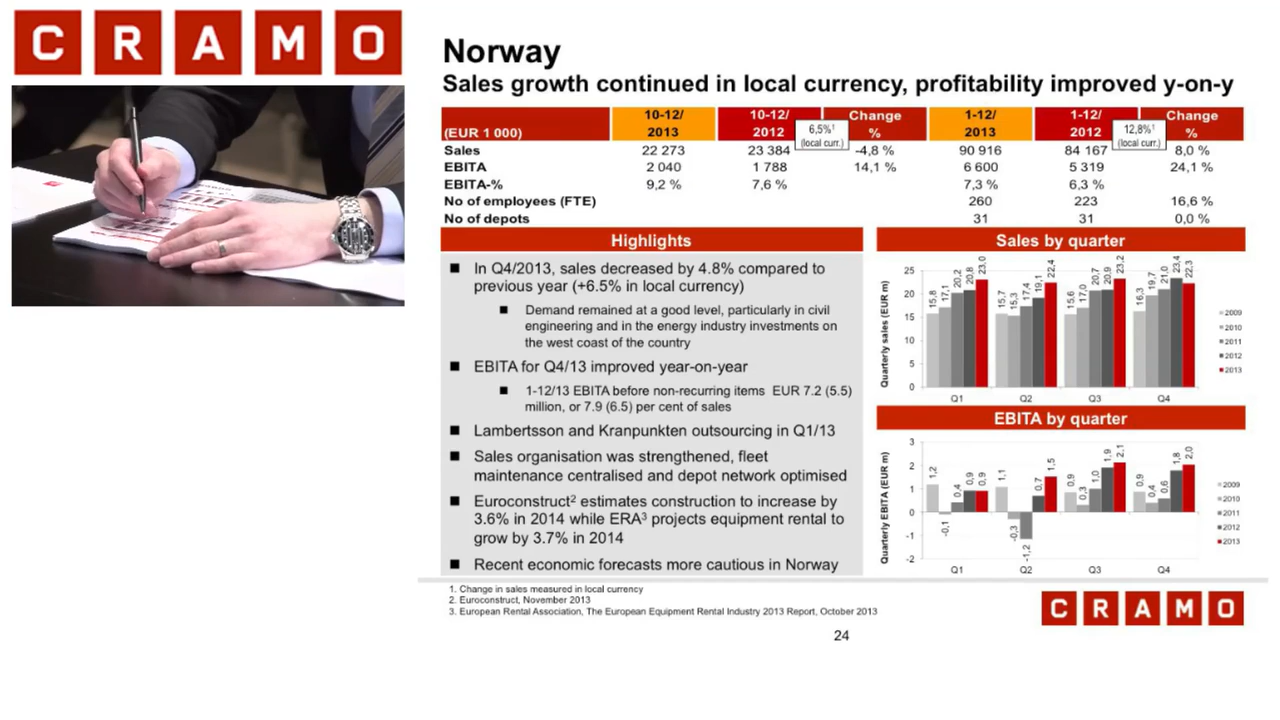 CRAMO
Norway
Sales growth continued in local currency, profitability improved y-on-y
(EUR 1 000) 10-12/ 2013 10-12/ 2012 6,5%¹ (local curr.) Change % 1-12/ 2013 1-12/ 2012 12,8%¹ (local curr.) Change %
Sales 22 273 23 384 -4,8 % 90 916 84 167 8,0 %
EBITA 2 040 1 788 14,1 % 6 600 5 319 24,1 %
EBITA-% 9,2 % 7,6 % 7,3 % 6,3 %
No of employees (FTE) 260 223 16,6 %
No of depots 31 31 0,0 %
Highlights
■ In Q4/2013, sales decreased by 4.8% compared to
previous year (+6.5% in local currency)
■ Demand remained at a good level, particularly in civil
engineering and in the energy industry investments on
the west coast of the country
■ EBITA for Q4/13 improved year-on-year
■ 1-12/13 EBITA before non-recurring items EUR 7.2 (5.5)
million, or 7.9 (6.5) per cent of sales
■ Lambertsson and Kranpunkten outsourcing in Q1/13
■ Sales organisation was strengthened, fleet
maintenance centralised and depot network optimised
■ Euroconstruct² estimates construction to increase by
3.6% in 2014 while ERA³ projects equipment rental to
grow by 3.7% in 2014
■ Recent economic forecasts more cautious in Norway
Sales by quarter
Quarterly sales (EUR m)
25
20
15
10
5
0
15,8 17,1 20,2 20,8 23,0
15,7 15,3 17,4 19,1 22,4
15,6 17,0 20,7 20,9 23,2
16,3 19,7 21,0 23,4 22,3
Q1 Q2 Q3 Q4
2009
2010
2011
2012
2013
EBITA by quarter
Quarterly EBITA (EUR m)
3
2
1
0
-1
-2
1,2 -0,1 0,4 0,9 0,9
1,1 -0,3 -1,2 0,7 1,5
0,9 0,3 1,0 1,9 2,1
0,9 0,4 0,6 1,8 2,0
Q1 Q2 Q3 Q4
2009
2010
2011
2012
2013
1. Change in sales measured in local currency
2. Euroconstruct, November 2013
3. European Rental Association, The European Equipment Rental Industry 2013 Report, October 2013
CRAMO
24